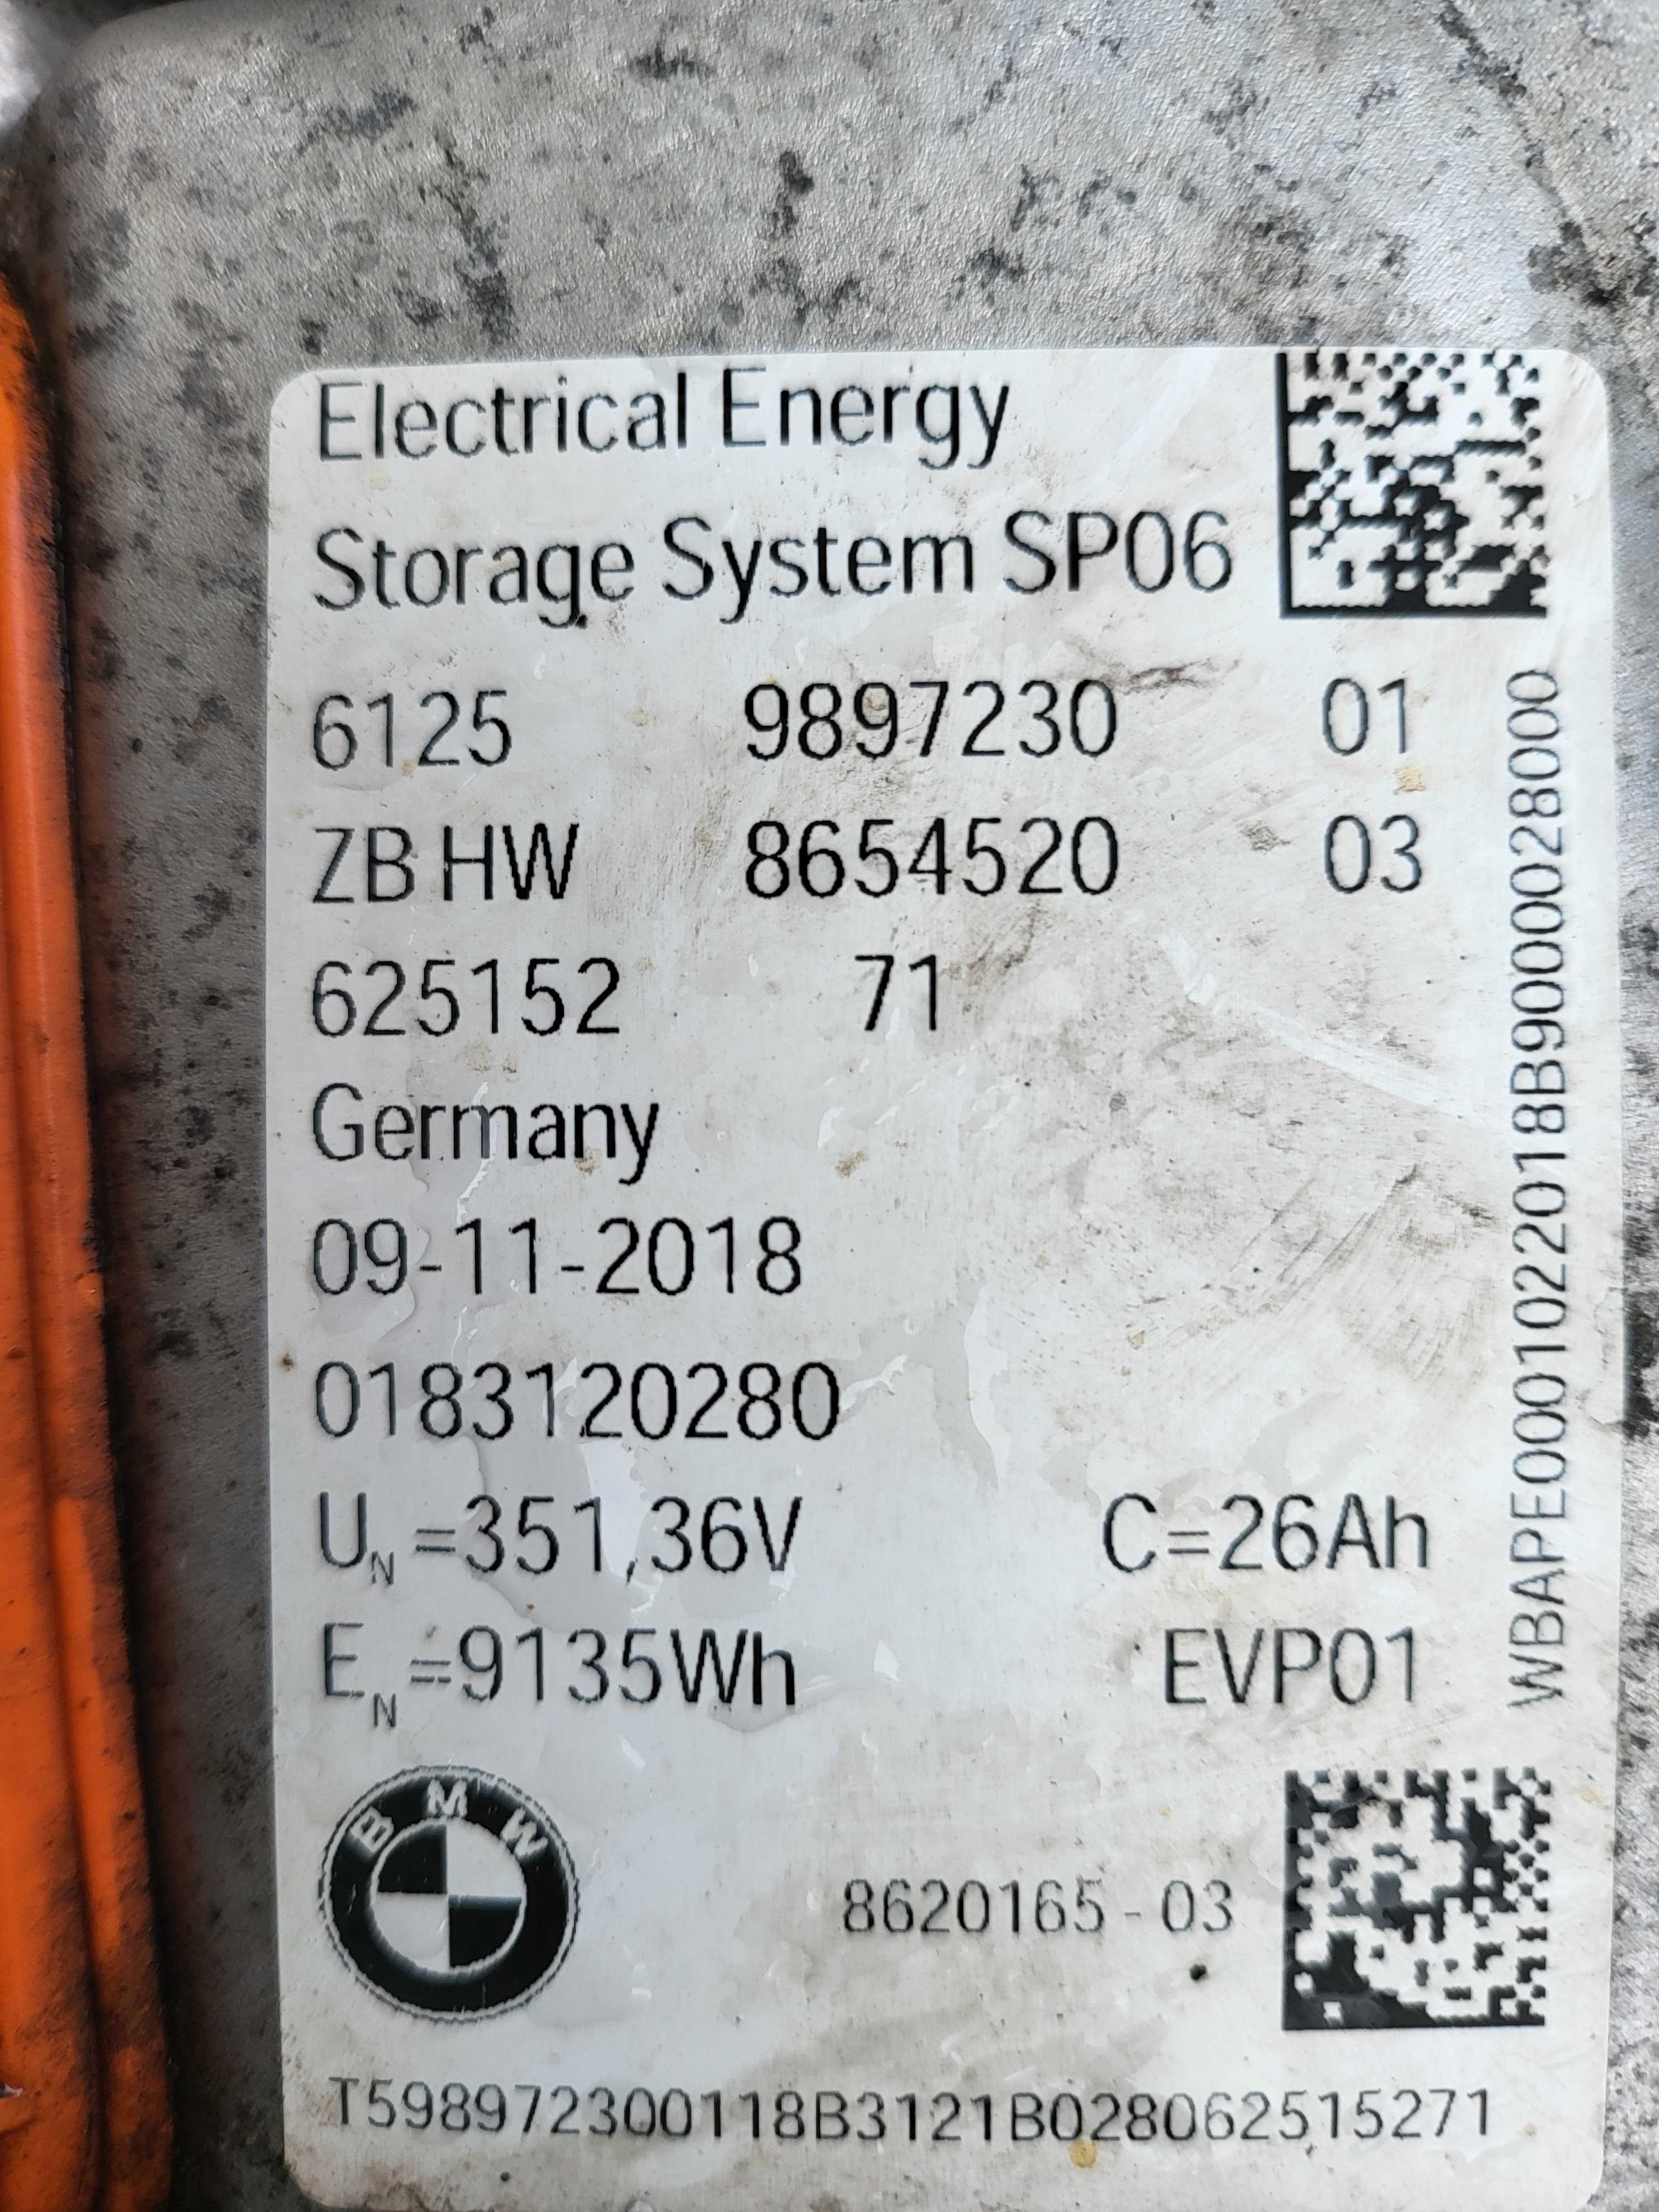 Electrical Energy
Storage System SP06
6125 9897230 01
ZB HW 8654520 03
625152 71
Germany
09-11-2018
0183120280
UN=351,36V C=26Ah
EN=9135Wh EVP01
WBAPE0001022018B9000028000
BMW
8620165-03
T598972300118B3121B028062515271